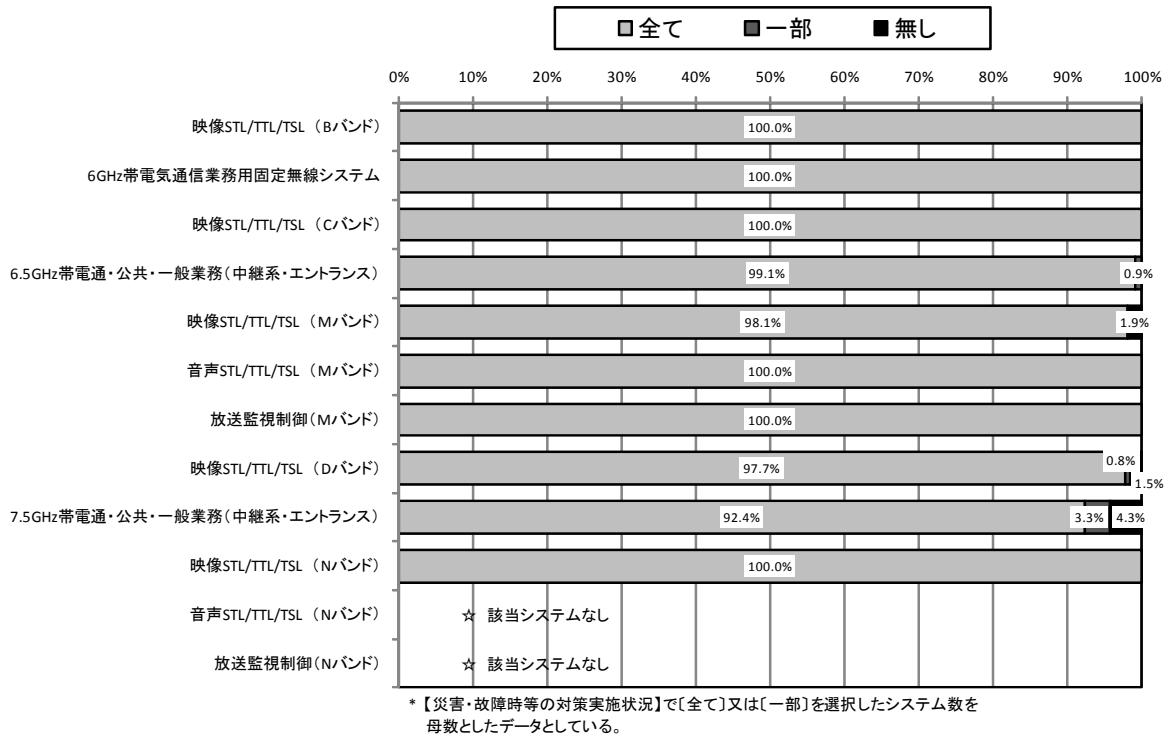 全て 一部 無し
0% 10% 20% 30% 40% 50% 60% 70% 80% 90% 100%
映像STL/TTL/TSL (Bバンド) 100.0%
6GHz帯電気通信業務用固定無線システム 100.0%
映像STL/TTL/TSL (Cバンド) 100.0%
6.5GHz帯電通・公共・一般業務(中継系・エントランス) 99.1% 0.9%
映像STL/TTL/TSL (Mバンド) 98.1% 1.9%
音声STL/TTL/TSL (Mバンド) 100.0%
放送監視制御(Mバンド) 100.0%
映像STL/TTL/TSL (Dバンド) 97.7% 0.8% 1.5%
7.5GHz帯電通・公共・一般業務(中継系・エントランス) 92.4% 3.3% 4.3%
映像STL/TTL/TSL (Nバンド) 100.0%
音声STL/TTL/TSL (Nバンド) ☆ 該当システムなし
放送監視制御(Nバンド) ☆ 該当システムなし
* 【災害・故障時等の対策実施状況】で〔全て〕又は〔一部〕を選択したシステム数を
母数としたデータとしている。